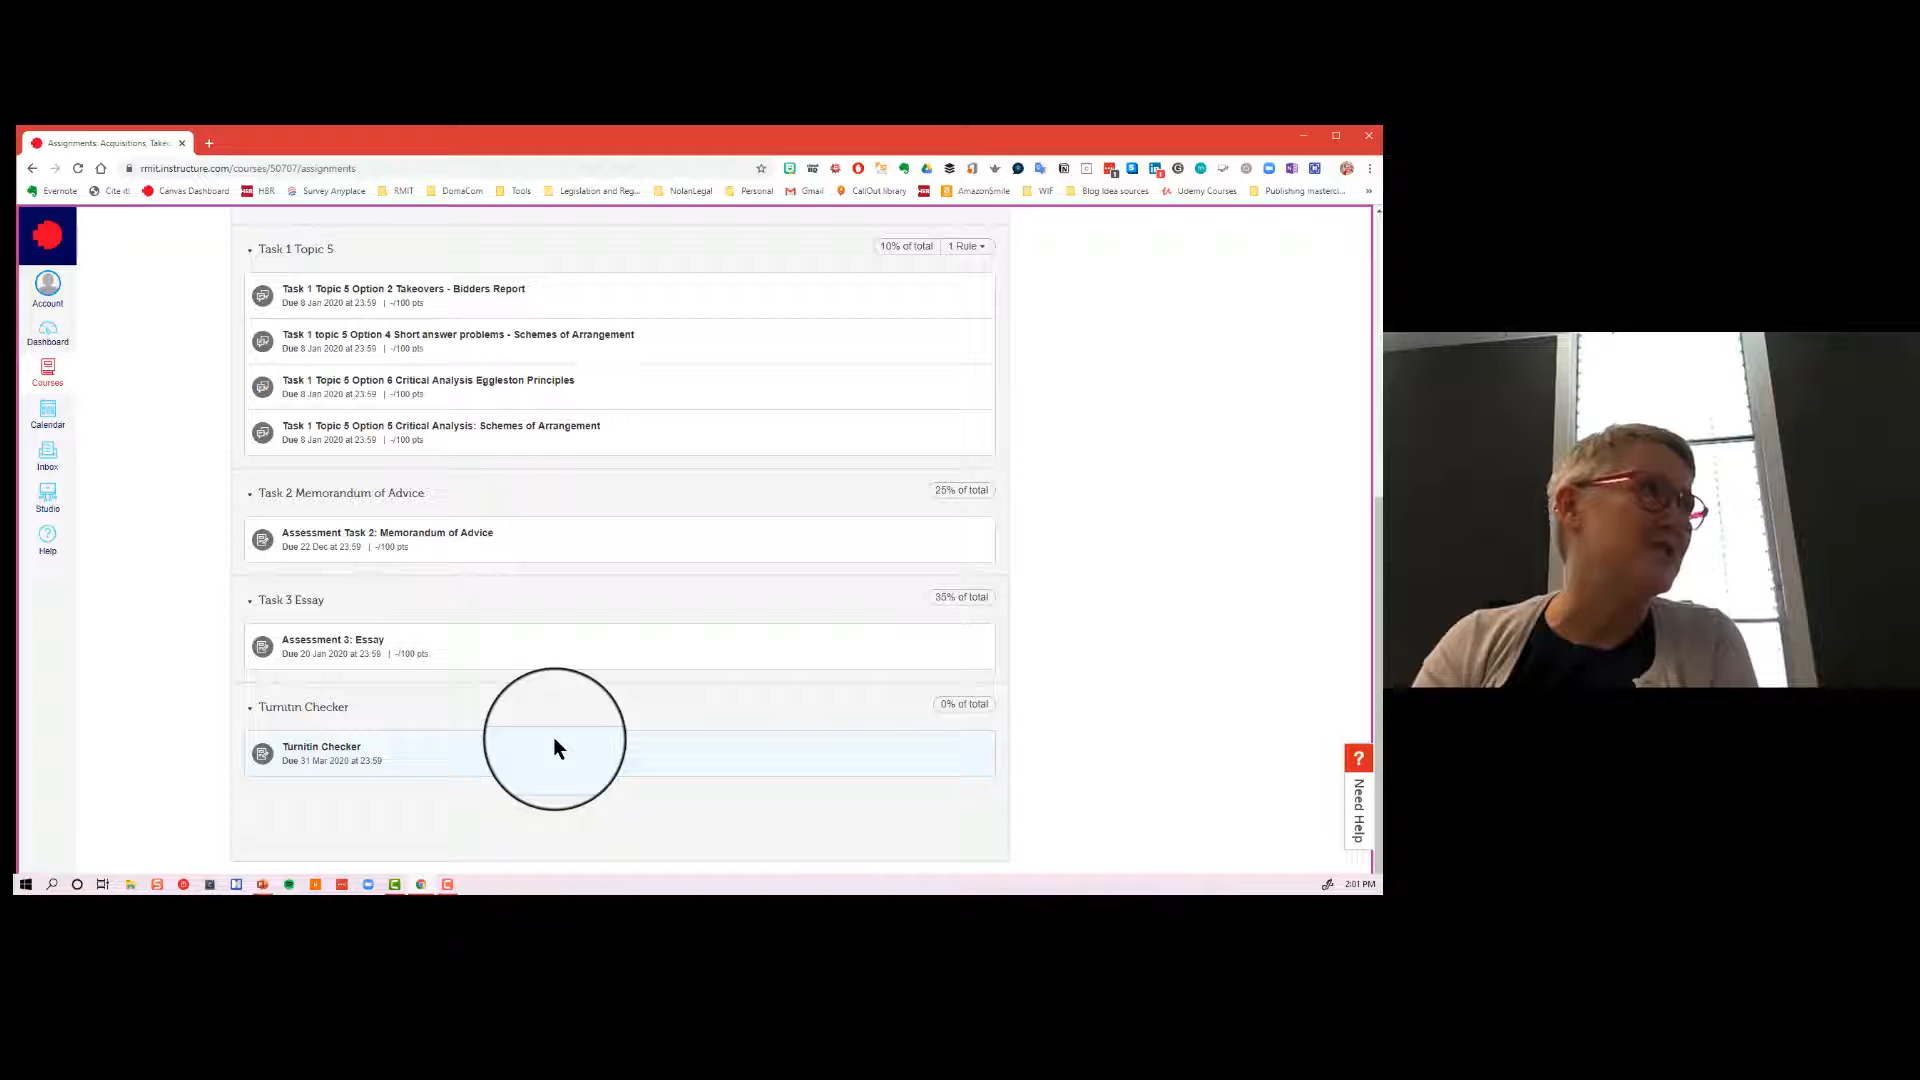 Assignments: Acquisitions, Takeo
rmit.instructure.com/courses/50707/assignments
Evernote
Cite it!
Canvas Dashboard
HBR
Survey Anyplace
RMIT
DomaCom
Tools
Legislation and Reg...
NolanLegal
Personal
Gmail
CallOut library
AmazonSmile
WIF
Blog Idea sources
Udemy Courses
Publishing masterci...
»
Account
Dashboard
Courses
Calendar
Inbox
Studio
Help
Task 1 Topic 5
10% of total
1 Rule
Task 1 Topic 5 Option 2 Takeovers - Bidders Report
Due 8 Jan 2020 at 23:59 | -/100 pts
Task 1 topic 5 Option 4 Short answer problems - Schemes of Arrangement
Due 8 Jan 2020 at 23:59 | -/100 pts
Task 1 Topic 5 Option 6 Critical Analysis Eggleston Principles
Due 8 Jan 2020 at 23:59 | -/100 pts
Task 1 Topic 5 Option 5 Critical Analysis: Schemes of Arrangement
Due 8 Jan 2020 at 23:59 | -/100 pts
Task 2 Memorandum of Advice
25% of total
Assessment Task 2: Memorandum of Advice
Due 22 Dec at 23:59 | -/100 pts
Task 3 Essay
35% of total
Assessment 3: Essay
Due 20 Jan 2020 at 23:59 | -/100 pts
Turnitin Checker
0% of total
Turnitin Checker
Due 31 Mar 2020 at 23:59
?
Need Help
2:01 PM